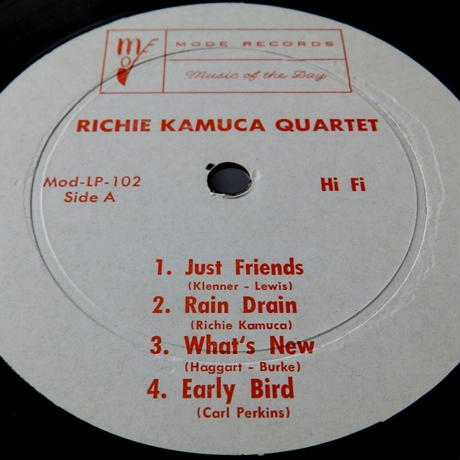 MODE RECORDS
Music of the Day
RICHIE KAMUCA QUARTET
Mod-LP-102
Side A
Hi Fi
1. Just Friends
(Klenner - Lewis)
2. Rain Drain
(Richie Kamuca)
3. What's New
(Haggart - Burke)
4. Early Bird
(Carl Perkins)